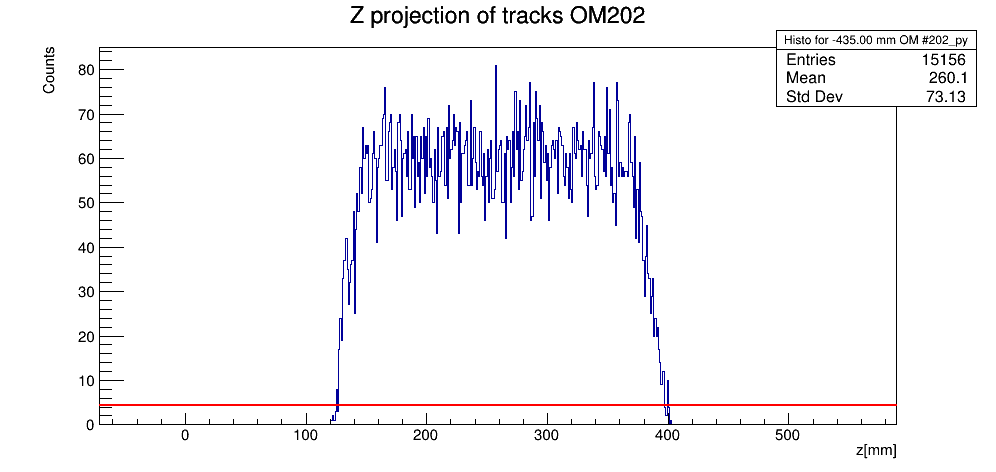 Z projection of tracks OM202
Histo for -435.00 mm OM #202_py
Entries 15156
Mean 260.1
Std Dev 73.13
Counts
80
70
60
50
40
30
20
10
0
0 100 200 300 400 500
z[mm]